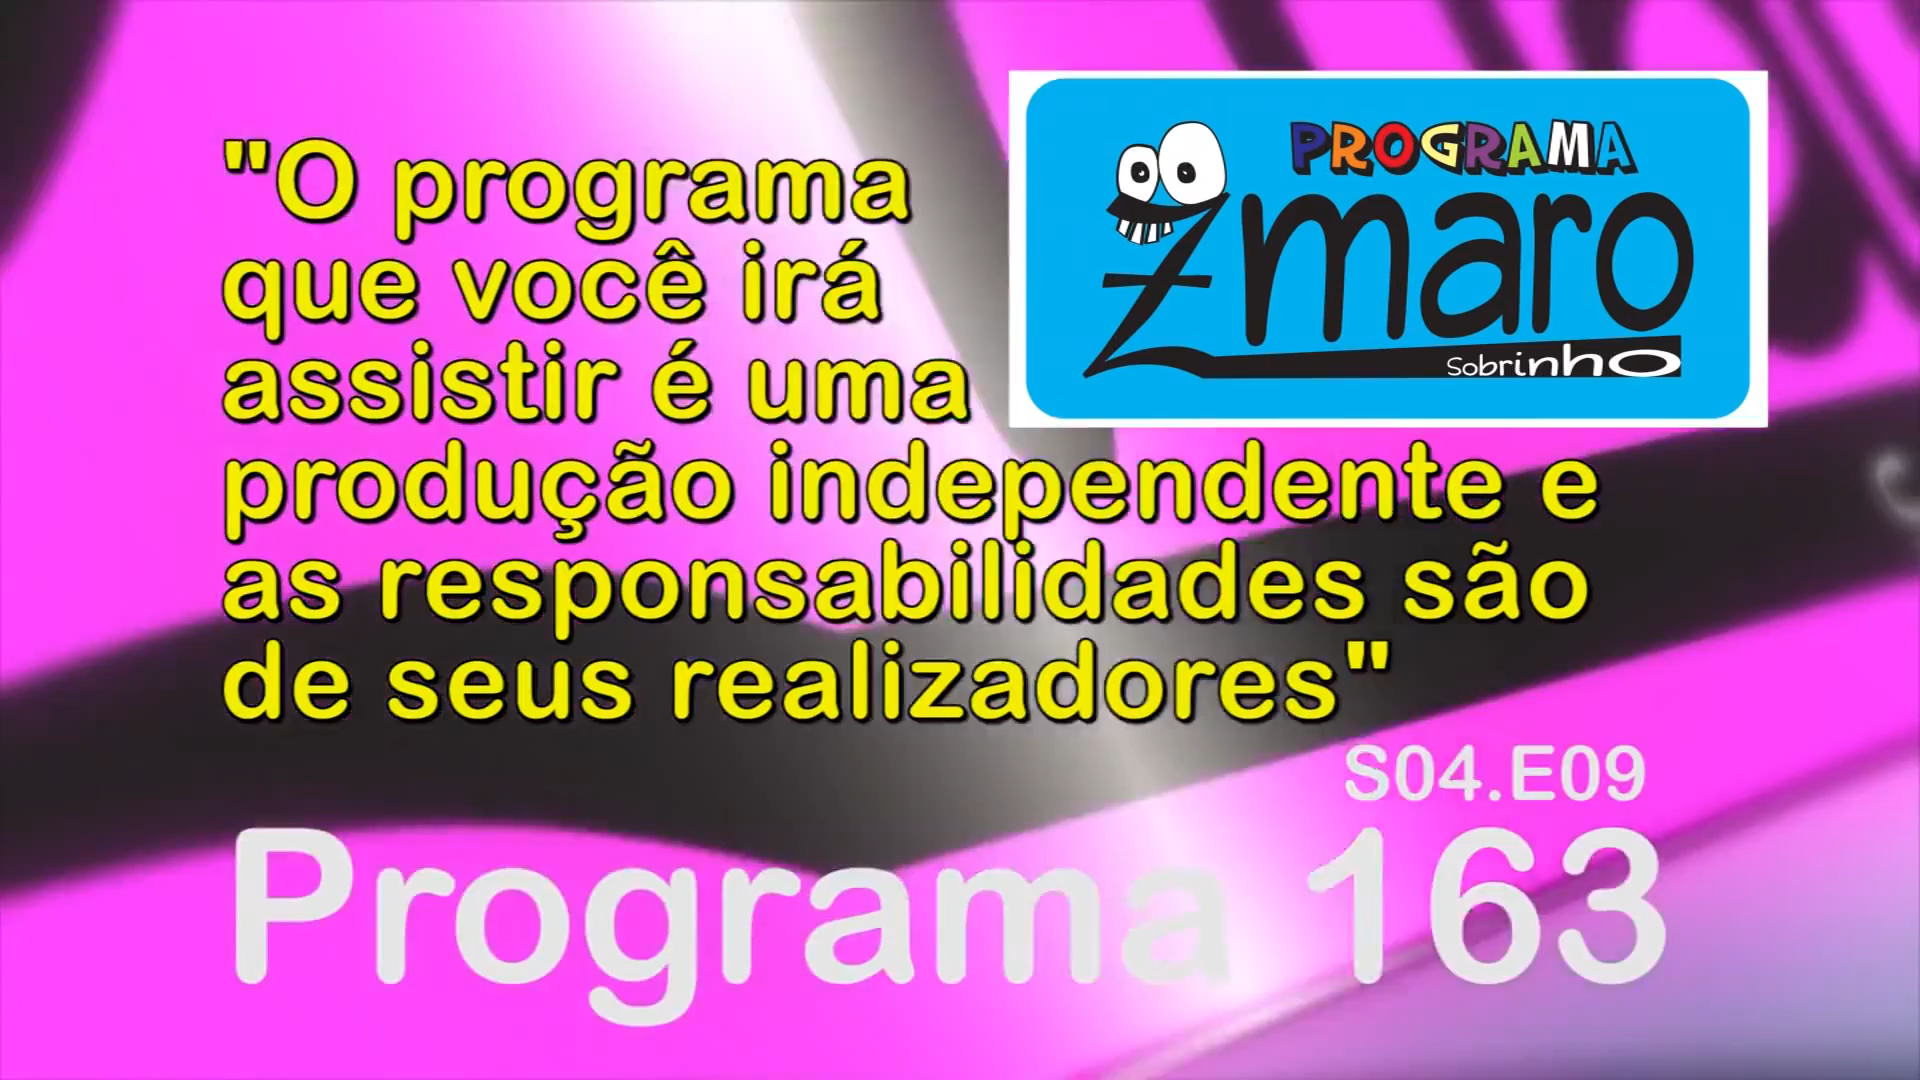 "O programa
que você irá
assistir é uma
produção independente e
as responsabilidades são
de seus realizadores"
PROGRAMA
Zmaro
Sobrinho
S04.E09
Programa 163